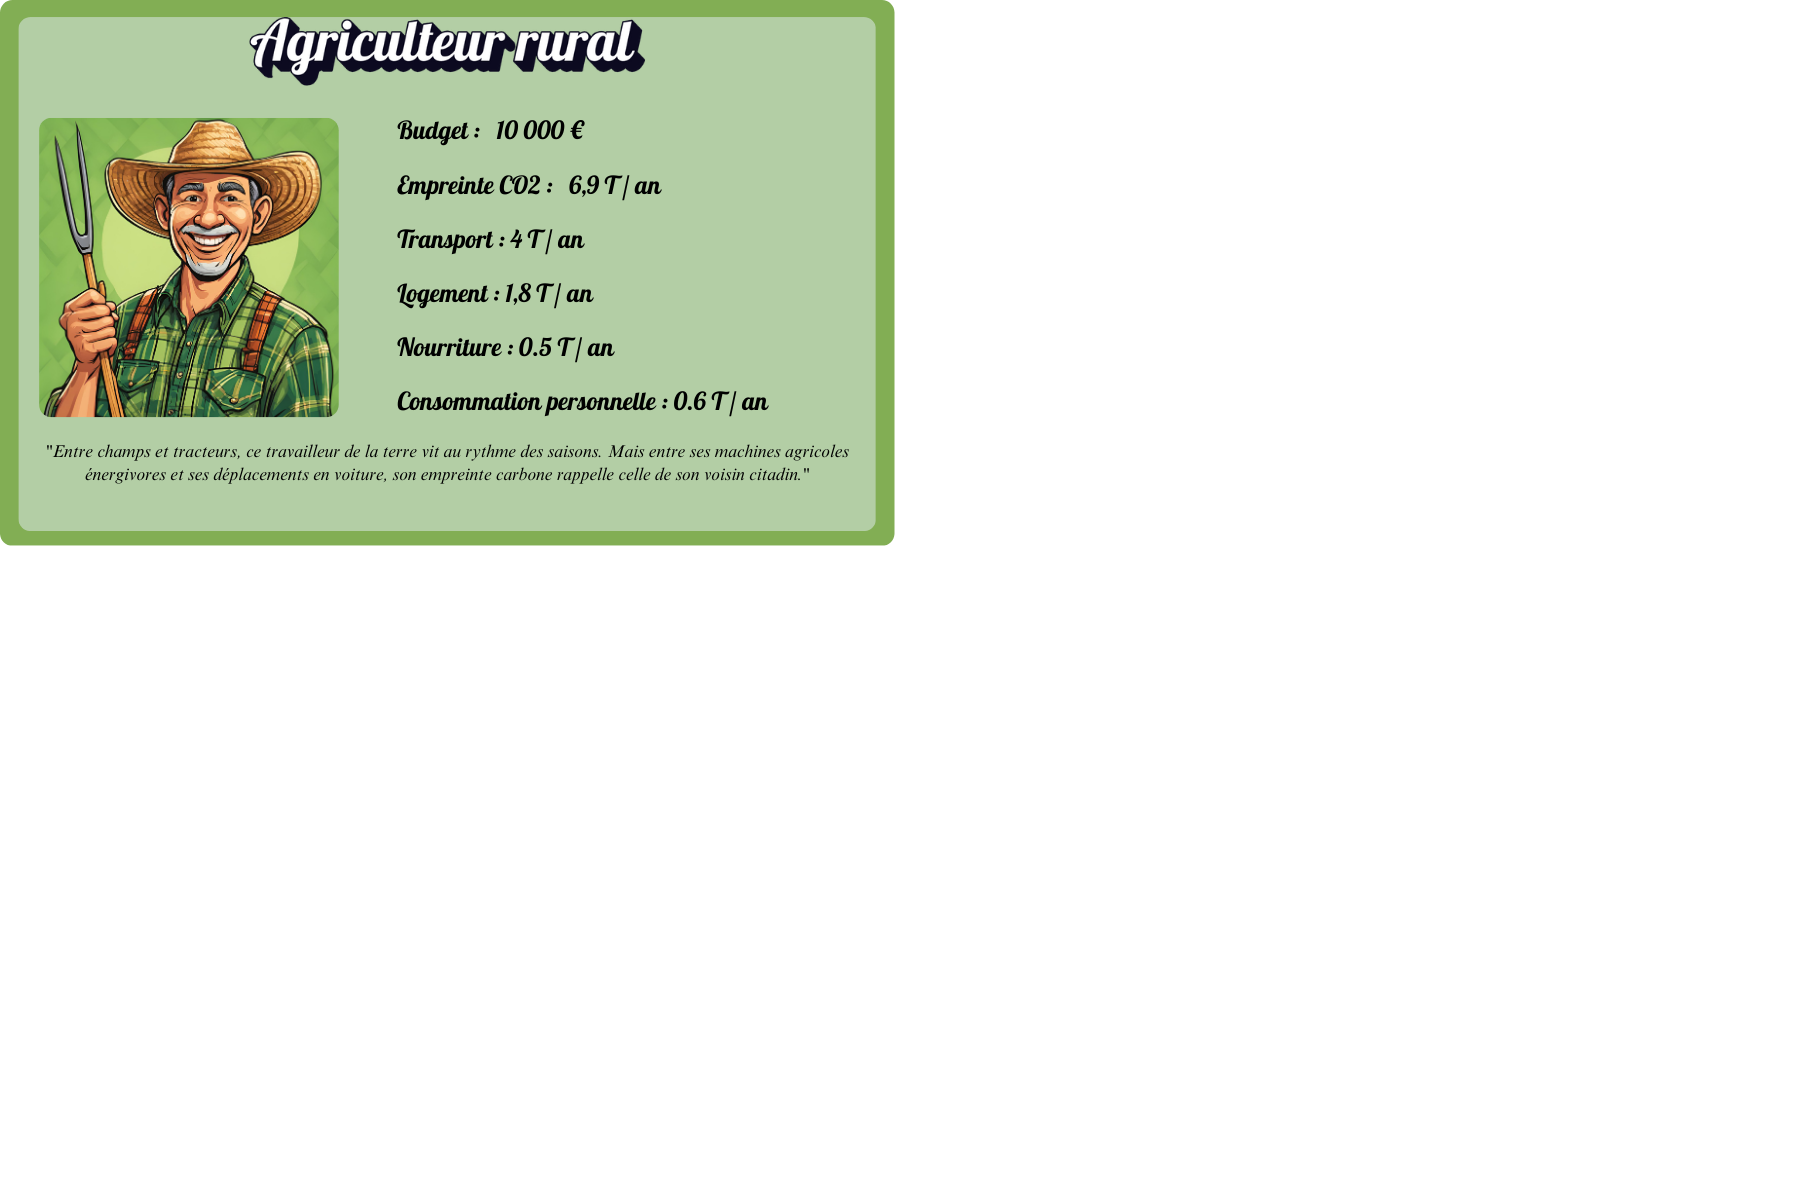 Agriculteur rural
Budget : 10 000 €
Empreinte CO2 : 6,9 T/ an
Transport : 4 T/ an
Logement : 1,8 T/ an
Nourriture : 0.5 T/ an
Consommation personnelle : 0.6 T/ an
"Entre champs et tracteurs, ce travailleur de la terre vit au rythme des saisons. Mais entre ses machines agricoles
énergivores et ses déplacements en voiture, son empreinte carbone rappelle celle de son voisin citadin."